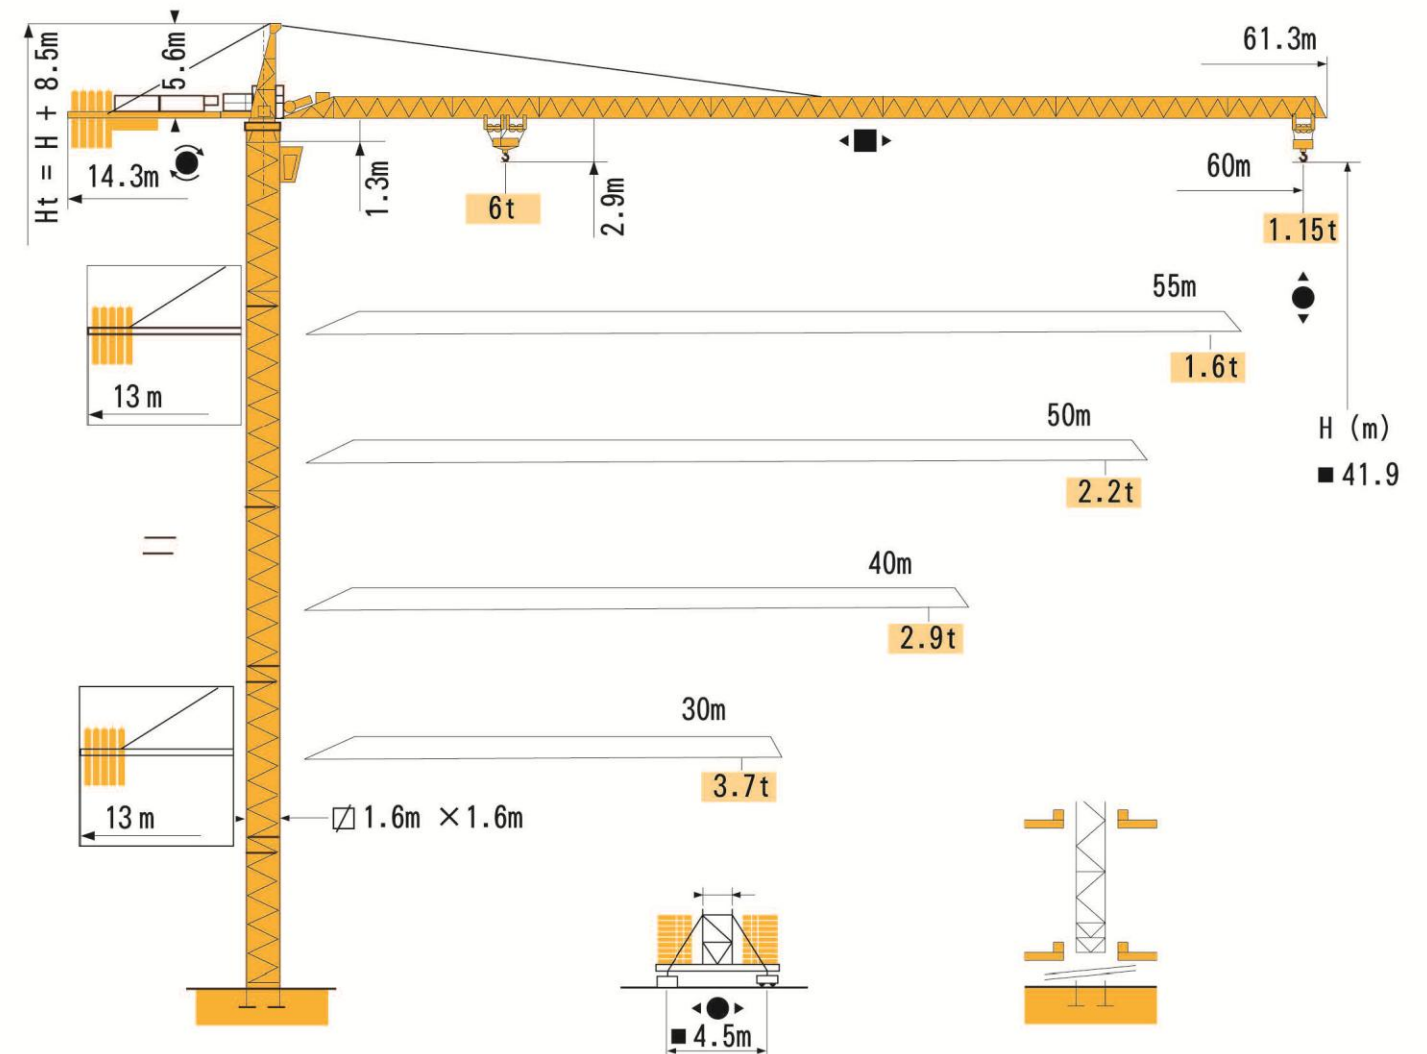 Ht = H + 8.5m
5.6m
61.3m
14.3m
1.3m
6t
2.9m
60m
1.15t
55m
13 m
1.6t
50m
H (m)
■ 41.9
2.2t
40m
2.9t
30m
3.7t
13 m
1.6m ×1.6m
■ 4.5m